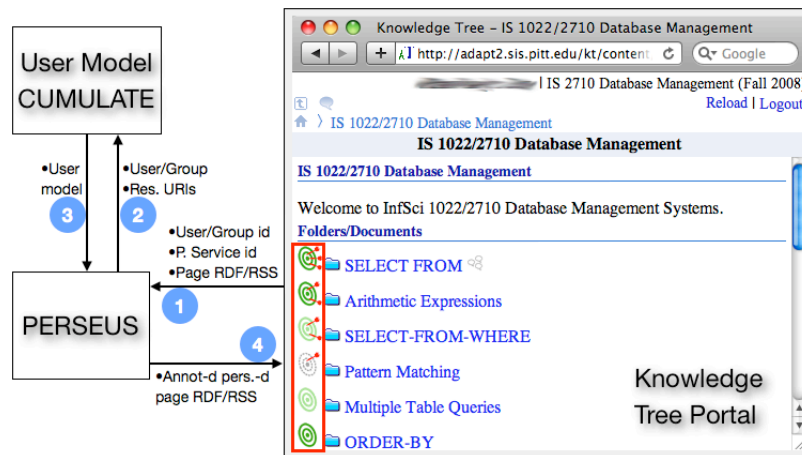 User Model
CUMULATE
•User
model
3
•User/Group
•Res. URIs
2
•User/Group id
•P. Service id
•Page RDF/RSS
1
PERSEUS
4
•Annot-d pers.-d
page RDF/RSS
Knowledge Tree - IS 1022/2710 Database Management
http://adapt2.sis.pitt.edu/kt/content
Google
| IS 2710 Database Management (Fall 2008)
Reload | Logout
IS 1022/2710 Database Management
IS 1022/2710 Database Management
IS 1022/2710 Database Management
Welcome to InfSci 1022/2710 Database Management Systems.
Folders/Documents
SELECT FROM
Arithmetic Expressions
SELECT-FROM-WHERE
Pattern Matching
Multiple Table Queries
ORDER-BY
Knowledge
Tree Portal